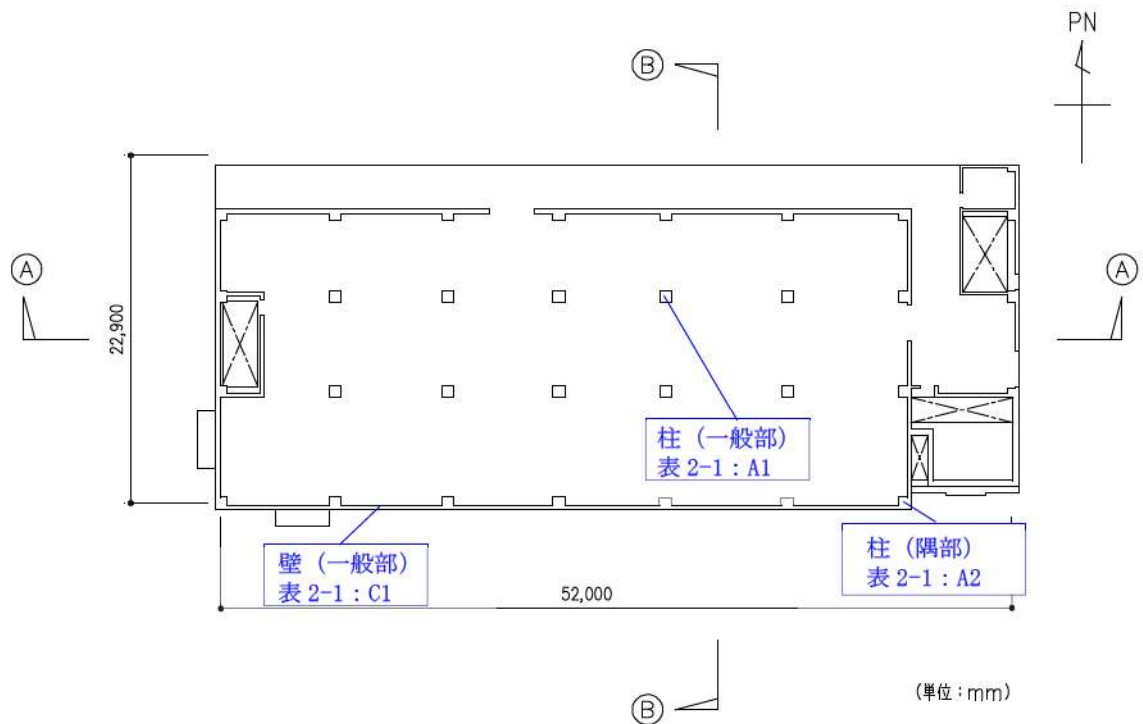 PN
B
A
A
22,900
柱（一般部）
表 2-1：A1
壁（一般部）
表 2-1：C1
柱（隅部）
表 2-1：A2
52,000
B
(単位：mm)